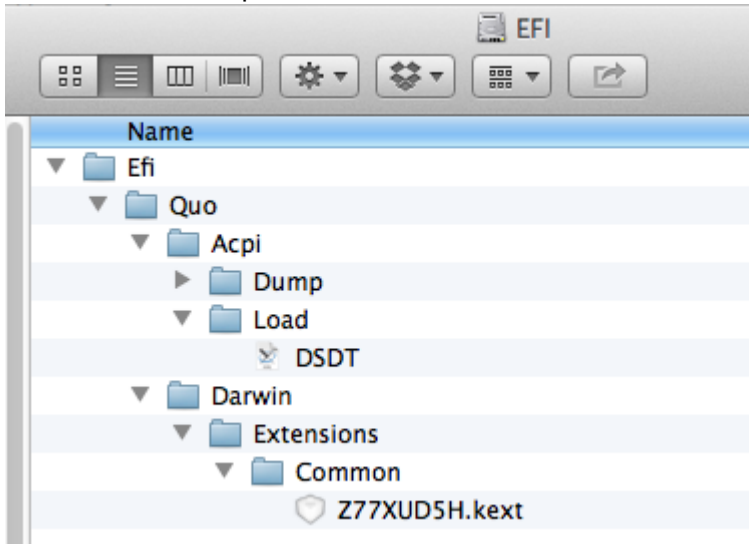 EFI
Name
Efi
Quo
Acpi
Dump
Load
DSDT
Darwin
Extensions
Common
Z77XUD5H.kext